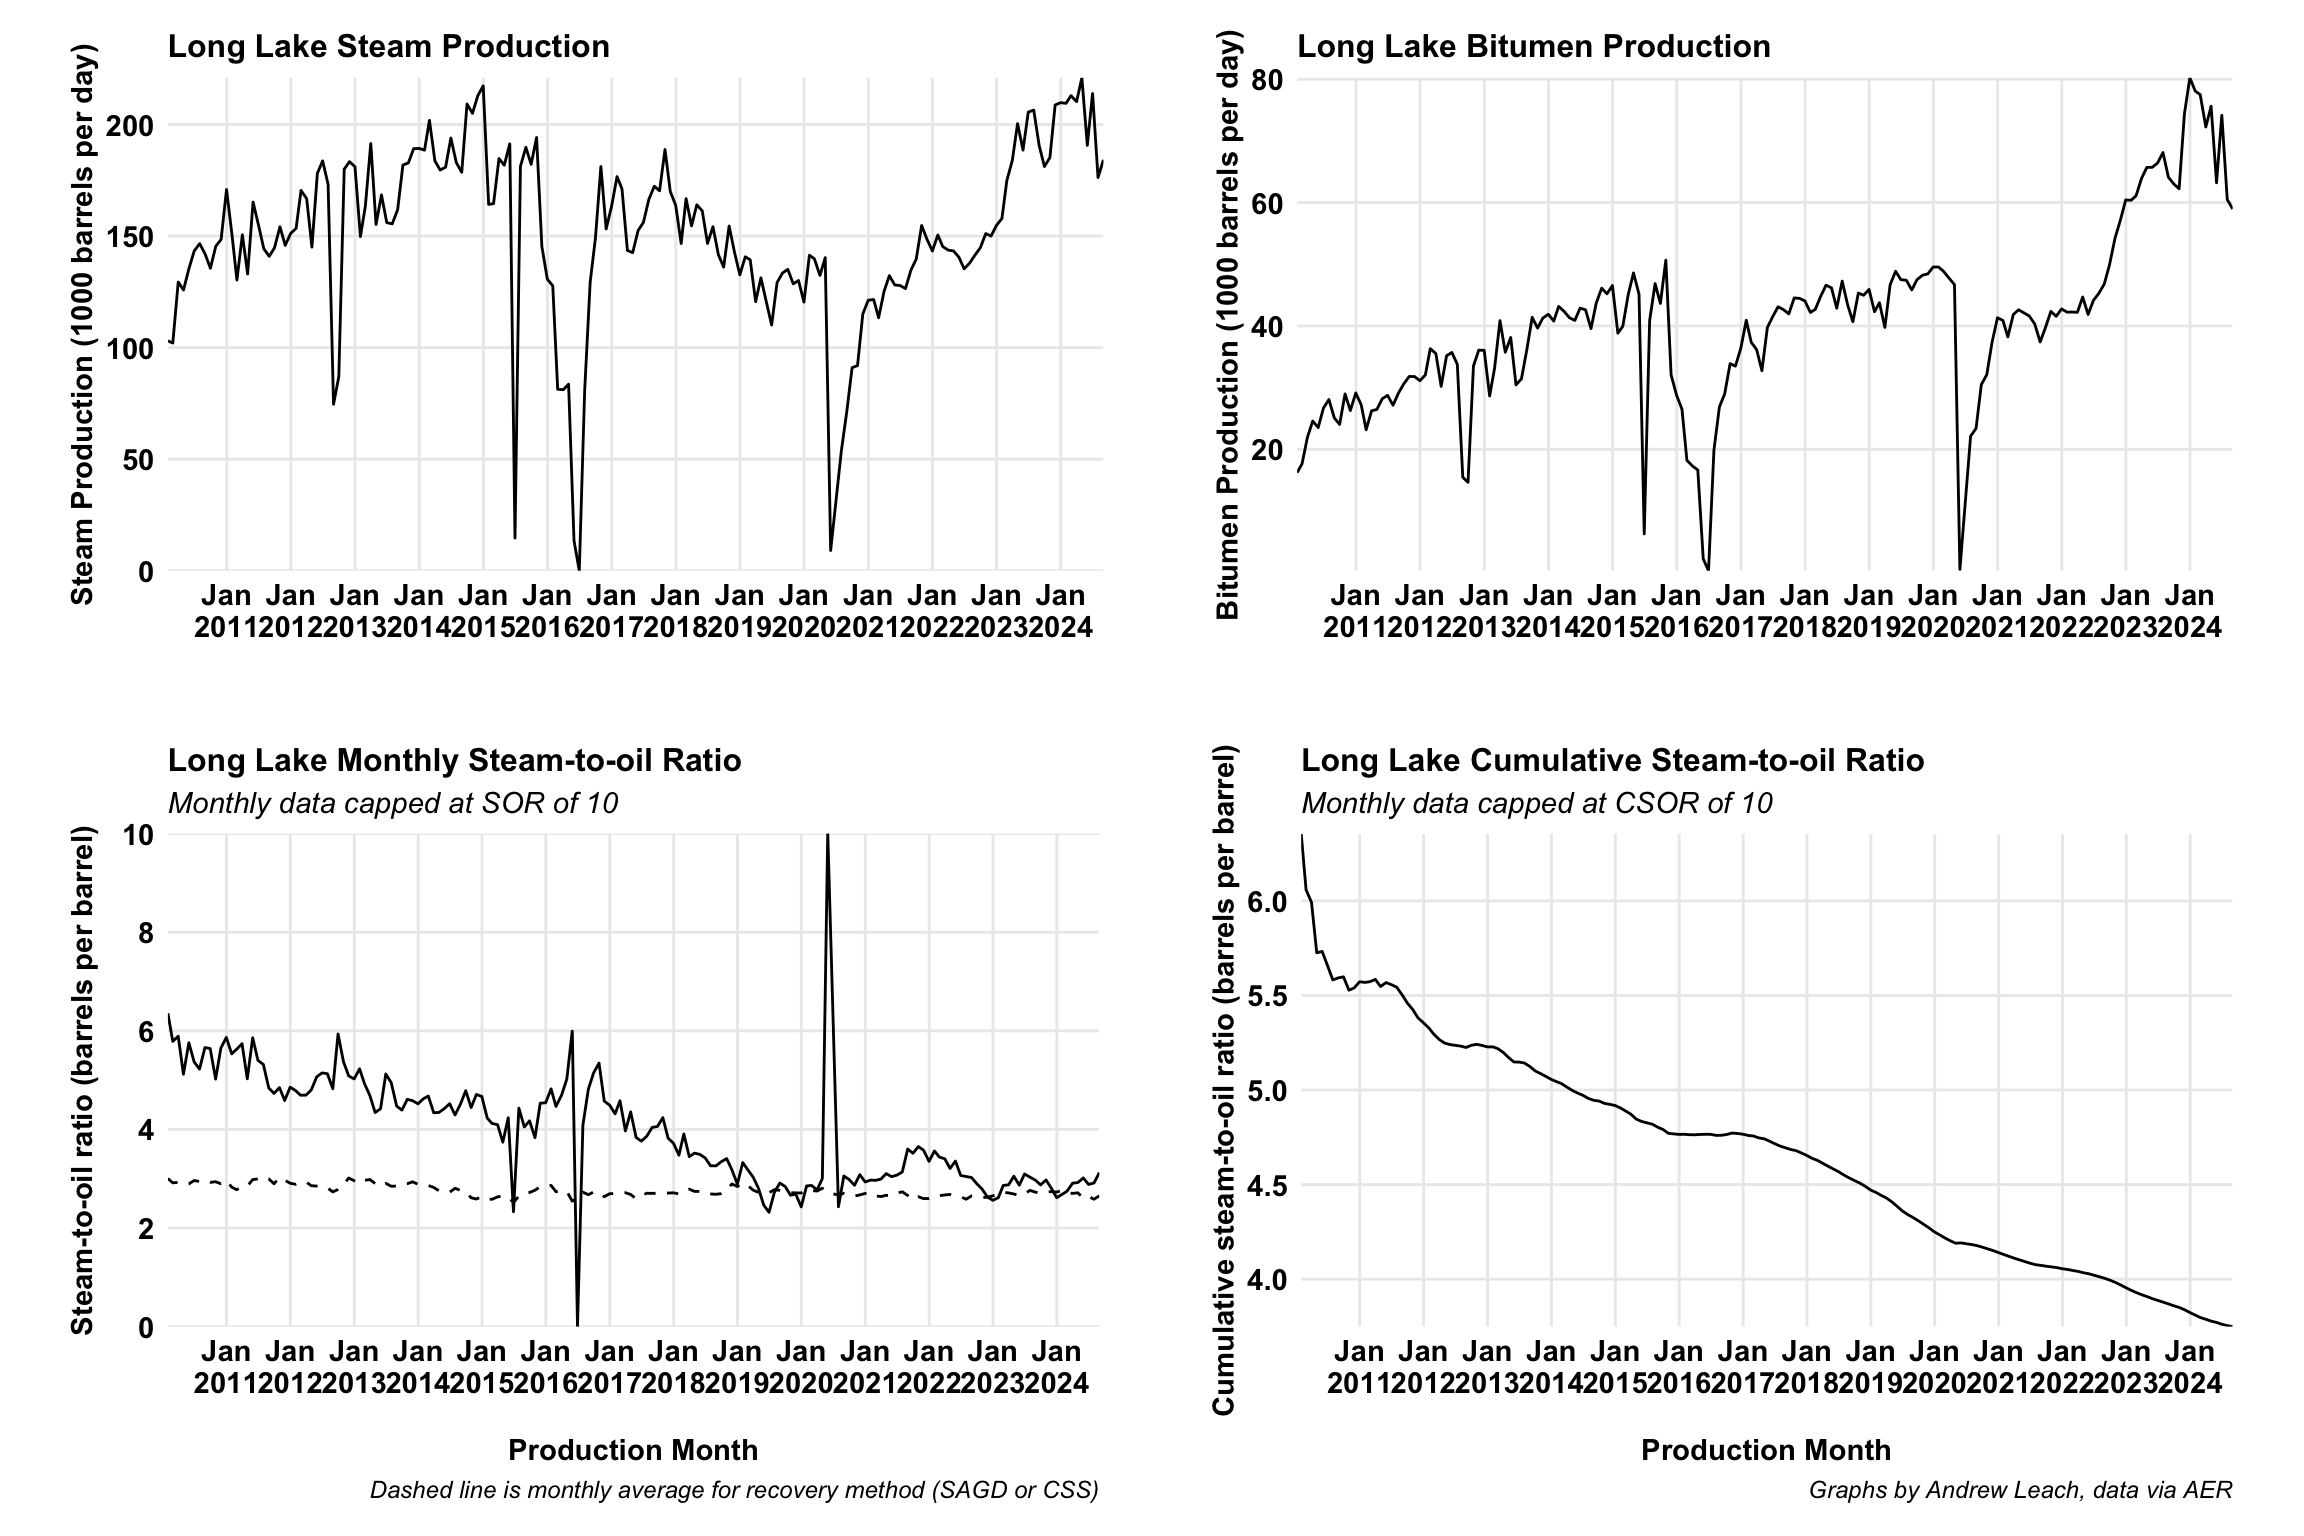 Long Lake Steam Production
Steam Production (1000 barrels per day)
200
150
100
50
0
Jan Jan Jan Jan Jan Jan Jan Jan Jan Jan Jan Jan Jan Jan
2011 2012 2013 2014 2015 2016 2017 2018 2019 2020 2021 2022 2023 2024
Long Lake Bitumen Production
Bitumen Production (1000 barrels per day)
80
60
40
20
Jan Jan Jan Jan Jan Jan Jan Jan Jan Jan Jan Jan Jan Jan
2011 2012 2013 2014 2015 2016 2017 2018 2019 2020 2021 2022 2023 2024
Long Lake Monthly Steam-to-oil Ratio
Monthly data capped at SOR of 10
Steam-to-oil ratio (barrels per barrel)
10
8
6
4
2
0
Jan Jan Jan Jan Jan Jan Jan Jan Jan Jan Jan Jan Jan Jan
2011 2012 2013 2014 2015 2016 2017 2018 2019 2020 2021 2022 2023 2024
Production Month
Dashed line is monthly average for recovery method (SAGD or CSS)
Long Lake Cumulative Steam-to-oil Ratio
Monthly data capped at CSOR of 10
Cumulative steam-to-oil ratio (barrels per barrel)
6.0
5.5
5.0
4.5
4.0
Jan Jan Jan Jan Jan Jan Jan Jan Jan Jan Jan Jan Jan Jan
2011 2012 2013 2014 2015 2016 2017 2018 2019 2020 2021 2022 2023 2024
Production Month
Graphs by Andrew Leach, data via AER